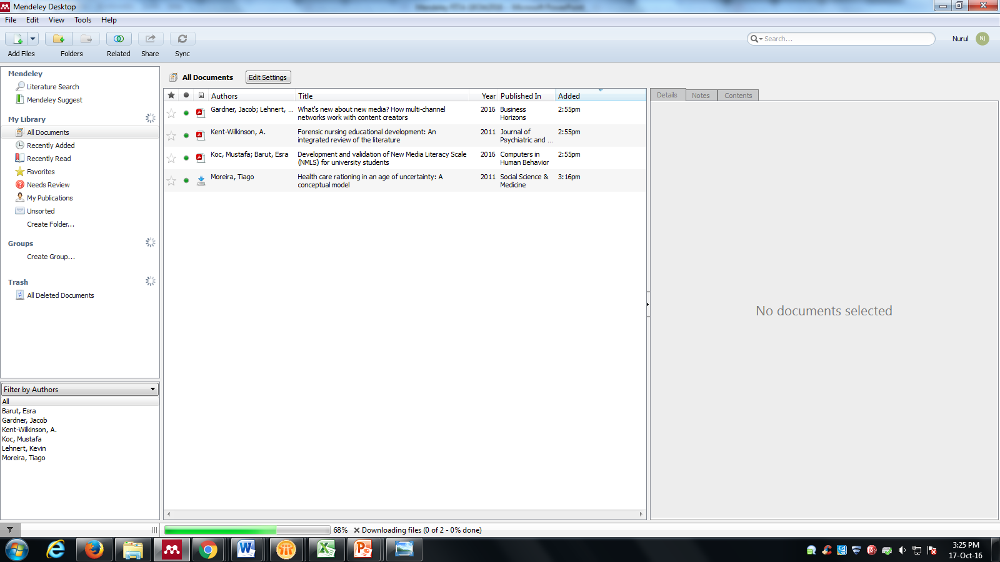 Mendeley Desktop
File Edit View Tools Help
Search...
Nurul NJ
Add Files Folders Related Share Sync
Mendeley
Literature Search
Mendeley Suggest
My Library
All Documents
Recently Added
Recently Read
Favorites
Needs Review
My Publications
Unsorted
Create Folder...
Groups
Create Group...
Trash
All Deleted Documents
Filter by Authors
All
Barut, Esra
Gardner, Jacob
Kent-Wilkinson, A.
Koc, Mustafa
Lehnert, Kevin
Moreira, Tiago
All Documents Edit Settings
Authors Title Year Published In Added
Gardner, Jacob; Lehnert, ... What's new about new media? How multi-channel 2016 Business 2:55pm
networks work with content creators Horizons
Kent-Wilkinson, A. Forensic nursing educational development: An 2011 Journal of 2:55pm
integrated review of the literature Psychiatric and ...
Koc, Mustafa; Barut, Esra Development and validation of New Media Literacy Scale 2016 Computers in 2:55pm
(NMLS) for university students Human Behavior
Moreira, Tiago Health care rationing in an age of uncertainty: A 2011 Social Science & 3:16pm
conceptual model Medicine
Details Notes Contents
No documents selected
68% Downloading files (0 of 2 - 0% done)
3:25 PM
17-Oct-16